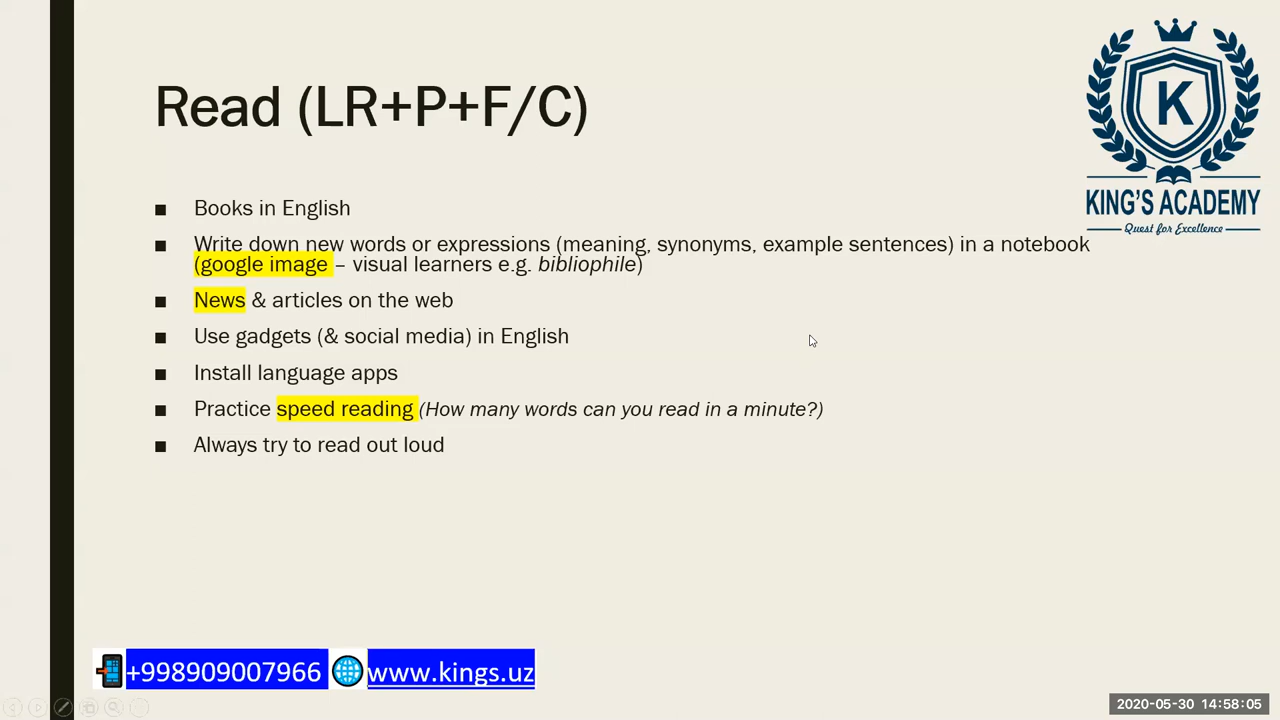 Read (LR+P+F/C)
K
KING'S ACADEMY
Quest for Excellence
■ Books in English
■ Write down new words or expressions (meaning, synonyms, example sentences) in a notebook
(google image – visual learners e.g. bibliophile)
■ News & articles on the web
■ Use gadgets (& social media) in English
■ Install language apps
■ Practice speed reading (How many words can you read in a minute?)
■ Always try to read out loud
+998909007966 www.kings.uz
2020-05-30 14:58:05